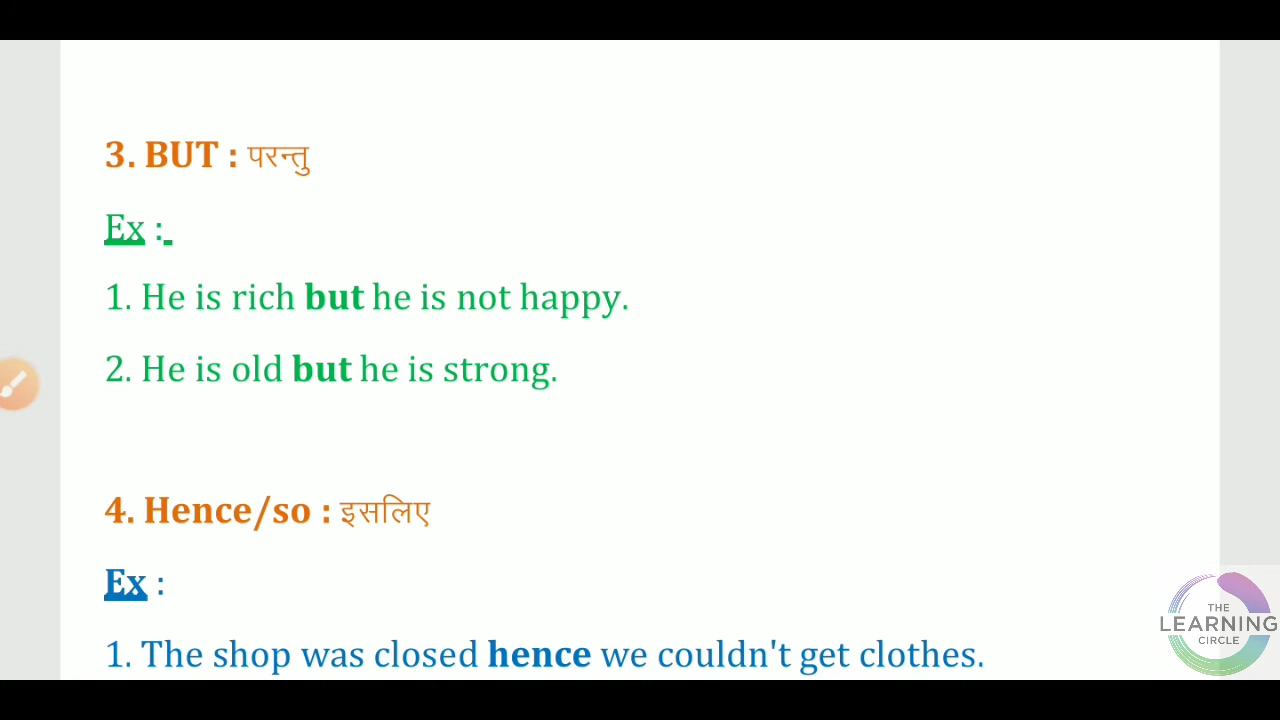 3. BUT : परन्तु
Ex :
1. He is rich but he is not happy.
2. He is old but he is strong.
4. Hence/so : इसलिए
Ex :
1. The shop was closed hence we couldn't get clothes.
THE
LEARNING
CIRCLE